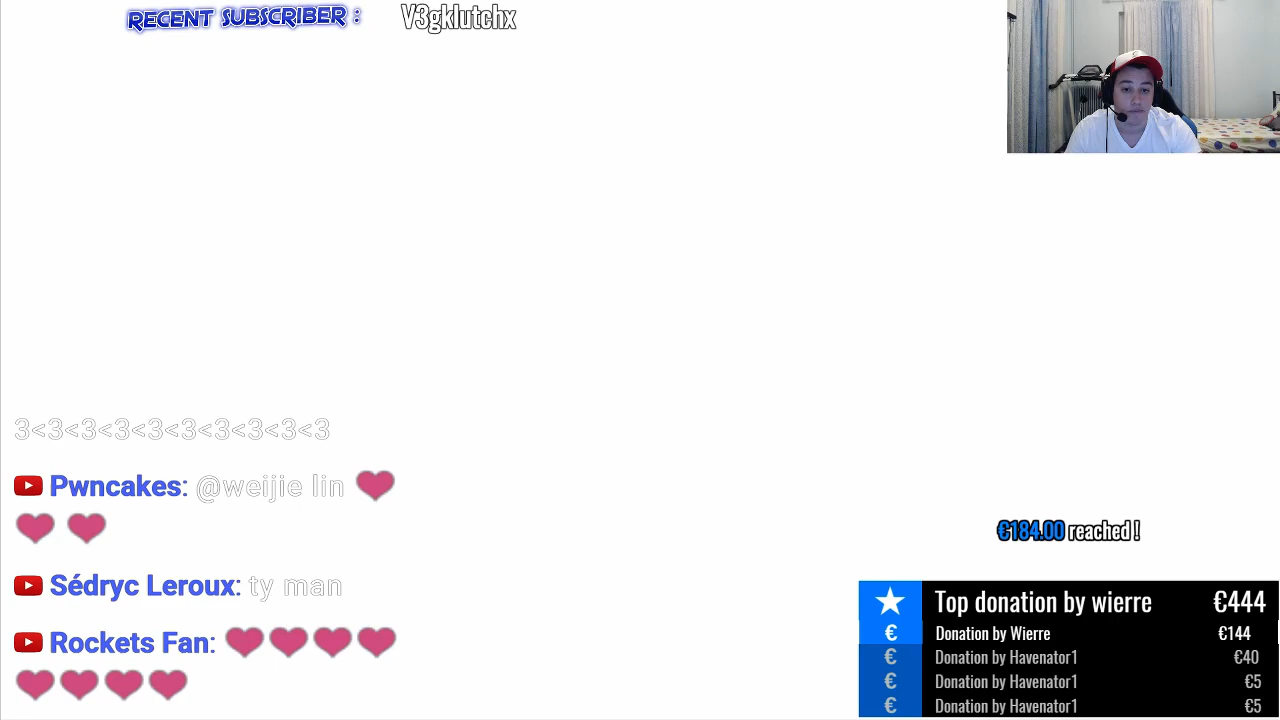 RECENT SUBSCRIBER : V3gklutchx
3<3<3<3<3<3<3<3<3<3
Pwncakes: @weijie lin
Sédryc Leroux: ty man
Rockets Fan:
€184.00 reached !
Top donation by wierre €444
€ Donation by Wierre €144
€ Donation by Havenator1 €40
€ Donation by Havenator1 €5
€ Donation by Havenator1 €5